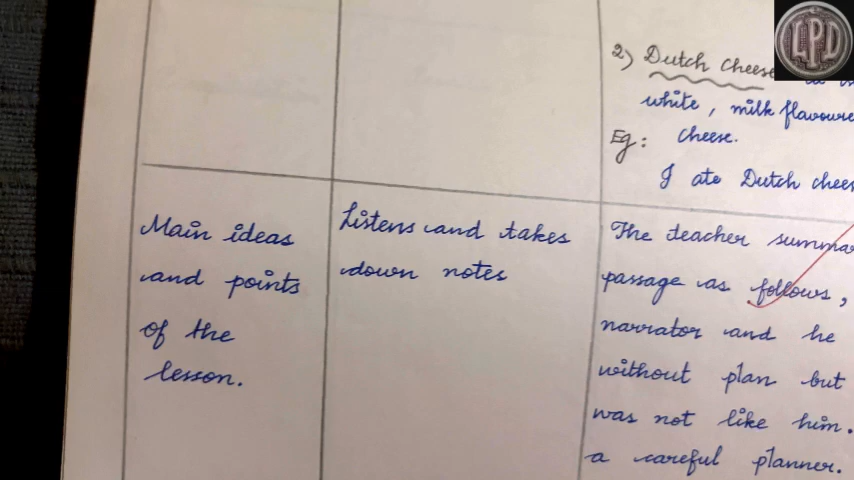 LPD
2) Dutch cheese
white, milk flavoure
Eg: cheese.
I ate Dutch chees
Main ideas
and points
of the
lesson.
Listens and takes
down notes
The teacher summa
passage as follows,
narrator and he
without plan but
was not like him.
a careful planner.